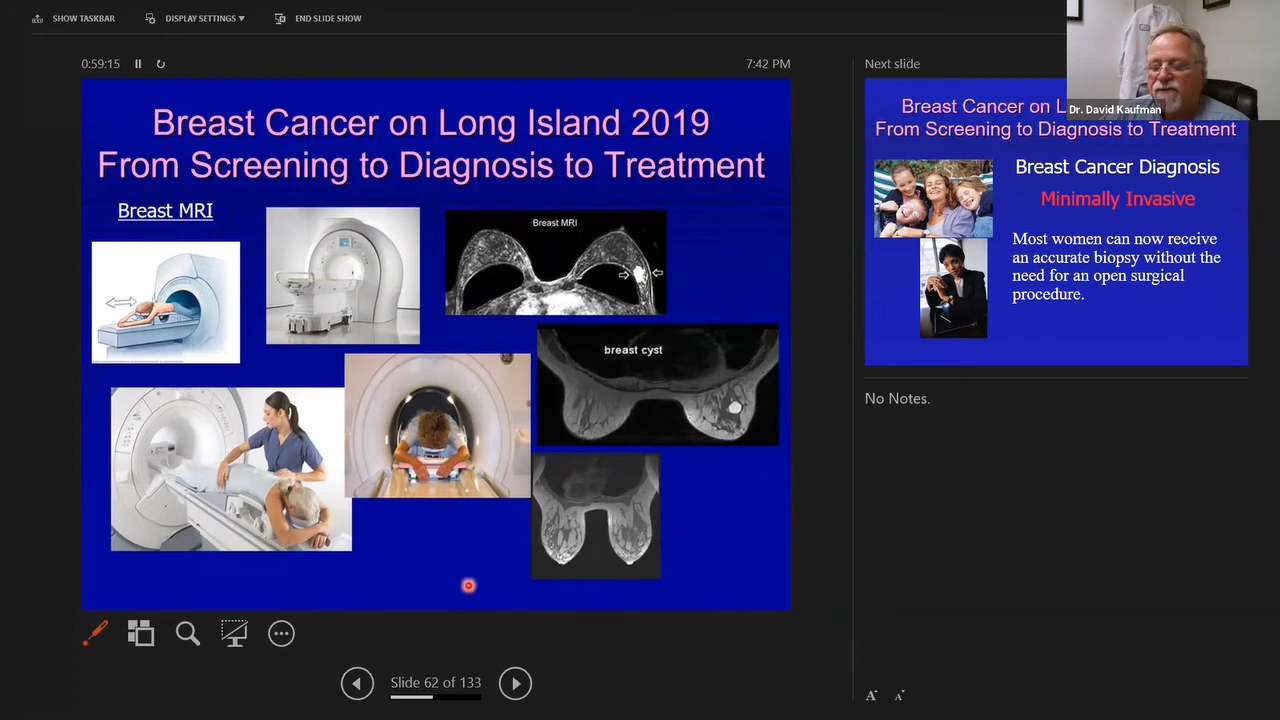 SHOW TASKBAR
DISPLAY SETTINGS ▼
END SLIDE SHOW
0:59:15
7:42 PM
Next slide
Dr. David Kaufman
Breast Cancer on Long Island 2019
From Screening to Diagnosis to Treatment
Breast MRI
Breast MRI
breast cyst
Breast Cancer on L
From Screening to Diagnosis to Treatment
Breast Cancer Diagnosis
Minimally Invasive
Most women can now receive
an accurate biopsy without the
need for an open surgical
procedure.
No Notes.
Slide 62 of 133
A A